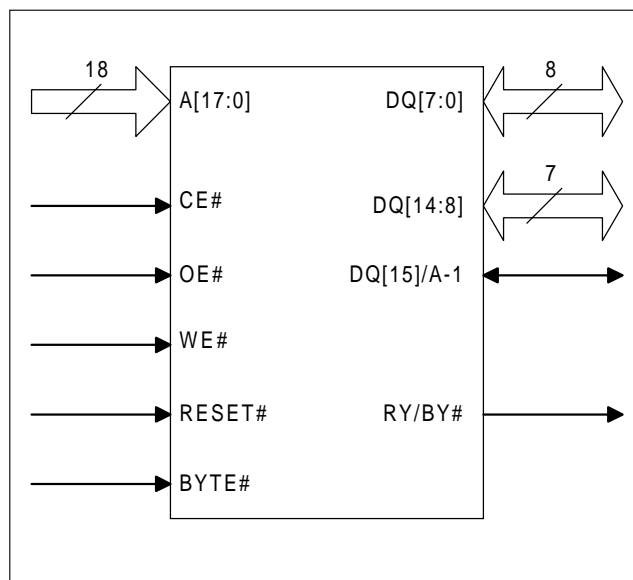 18
8
A[17:0]
DQ[7:0]
7
CE#
DQ[14:8]
OE#
DQ[15]/A-1
WE#
RESET#
RY/BY#
BYTE#